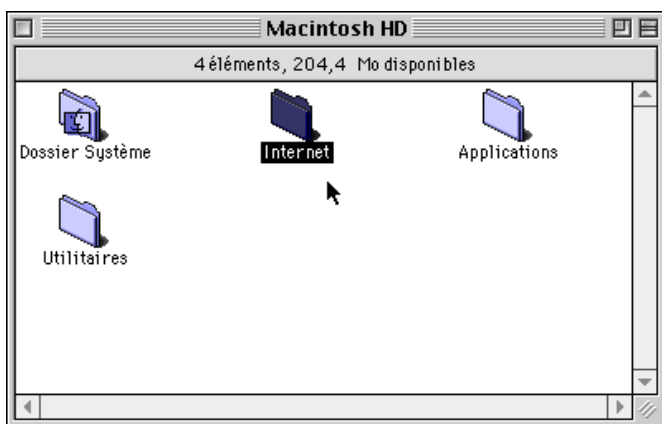 Macintosh HD
4 éléments, 204,4 Mo disponibles
Dossier Système
Internet
Applications
Utilitaires